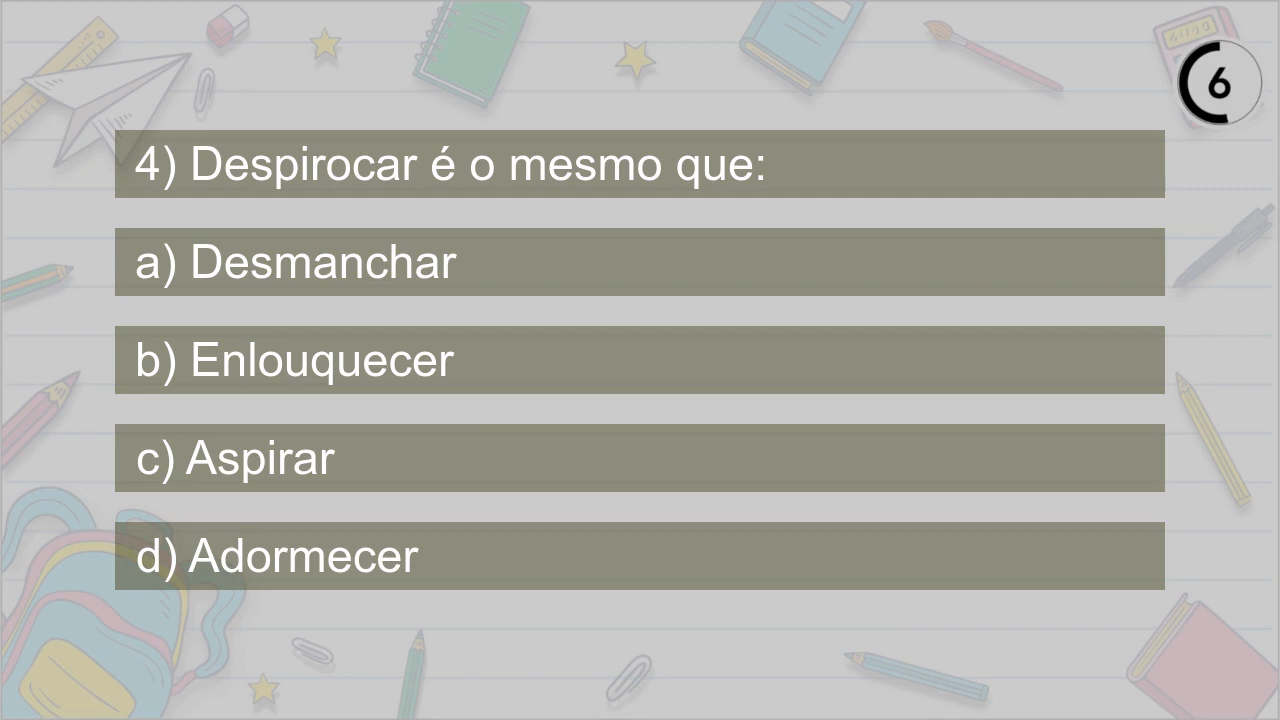 6
4) Despirocar é o mesmo que:
a) Desmanchar
b) Enlouquecer
c) Aspirar
d) Adormecer